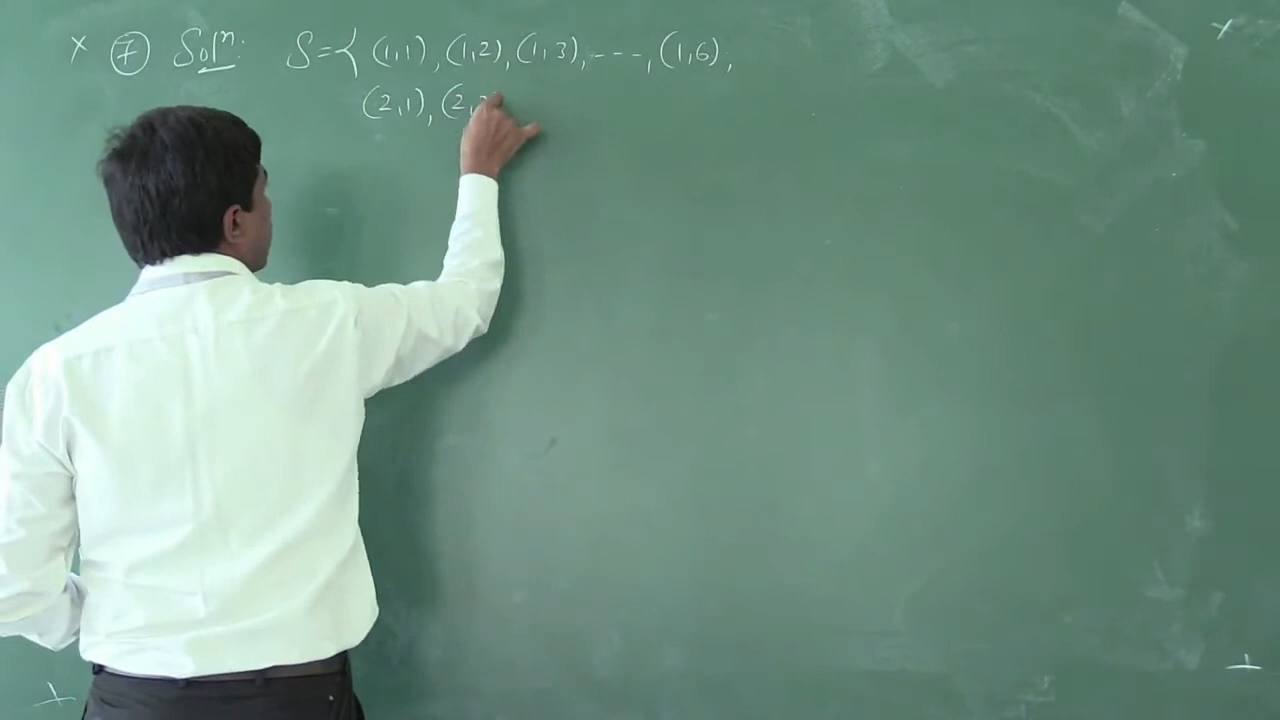 × ⑦ Solⁿ: S={ (1,1), (1,2), (1,3), ---, (1,6),
(2,1), (2,